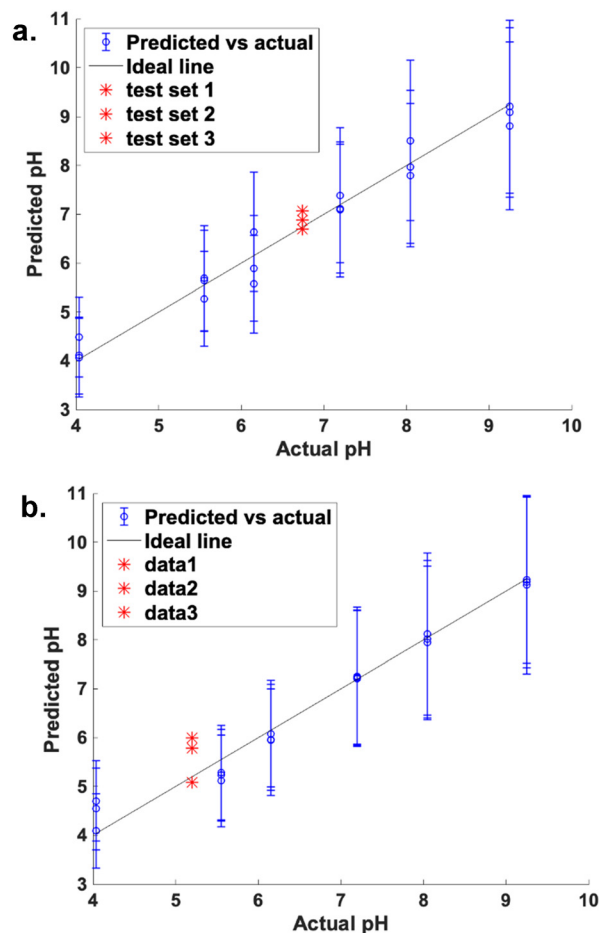 a.
11
10
9
8
7
6
5
4
3
Predicted pH
Predicted vs actual
Ideal line
test set 1
test set 2
test set 3
4 5 6 7 8 9 10
Actual pH
b.
11
10
9
8
7
6
5
4
3
Predicted pH
Predicted vs actual
Ideal line
data1
data2
data3
4 5 6 7 8 9 10
Actual pH